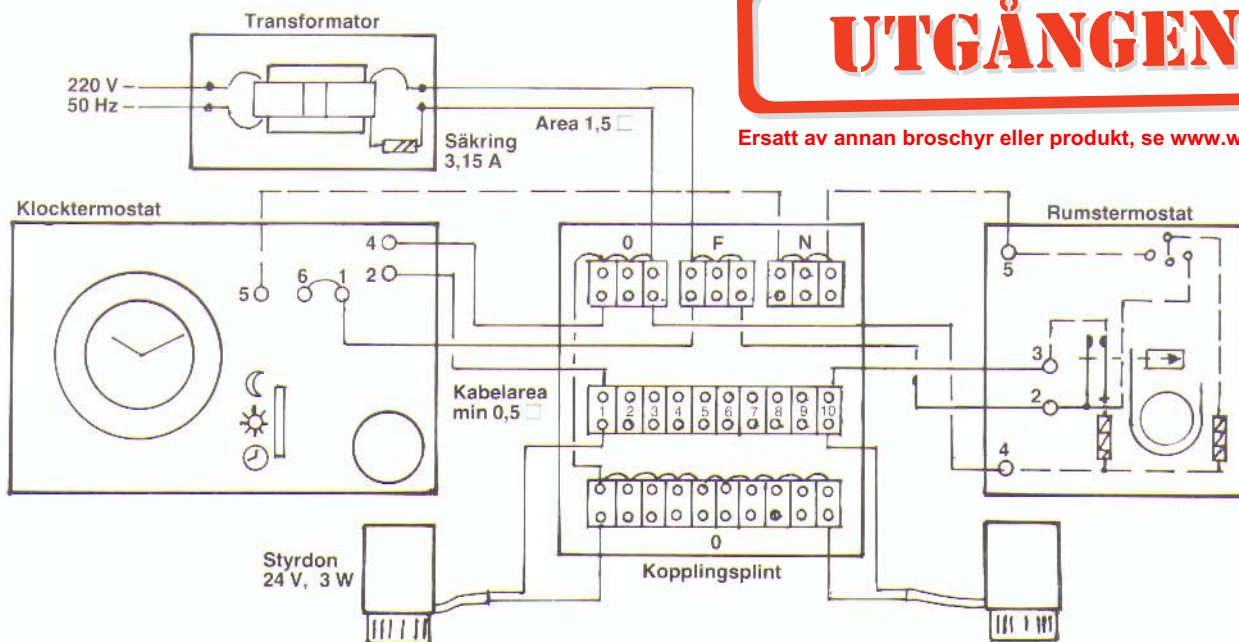 Transformator
UTGÅNGEN
220 V
50 Hz
Area 1,5 □
Säkring
3,15 A
Ersatt av annan broschyr eller produkt, se www.w
Klocktermostat
Rumstermostat
4
2
6
1
5
0
F
N
5
3
2
4
Kabelarea
min 0,5 □
1 2 3 4 5 6 7 8 9 10
0
Kopplingsplint
Styrdon
24 V, 3 W